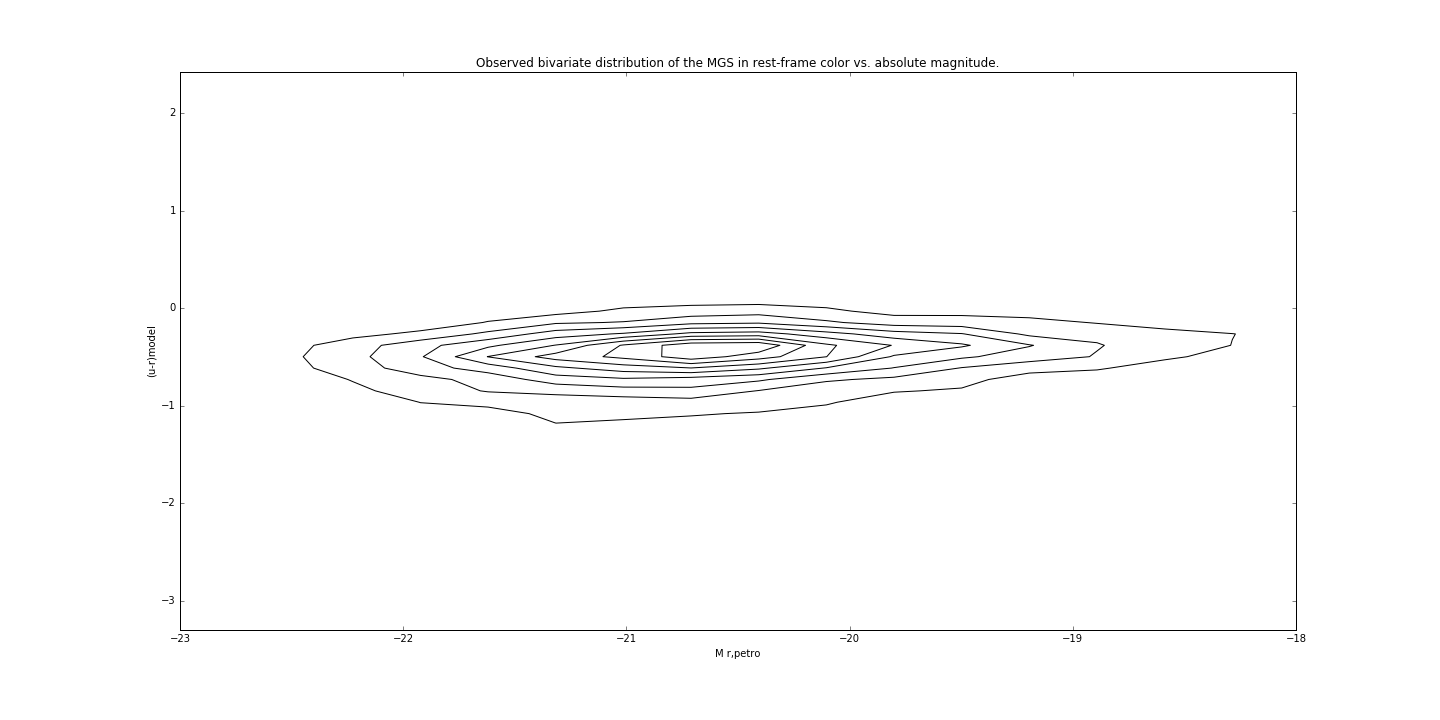 Observed bivariate distribution of the MGS in rest-frame color vs. absolute magnitude.
2
1
0
−1
−2
−3
(u-r)model
−23 −22 −21 −20 −19 −18
M r,petro